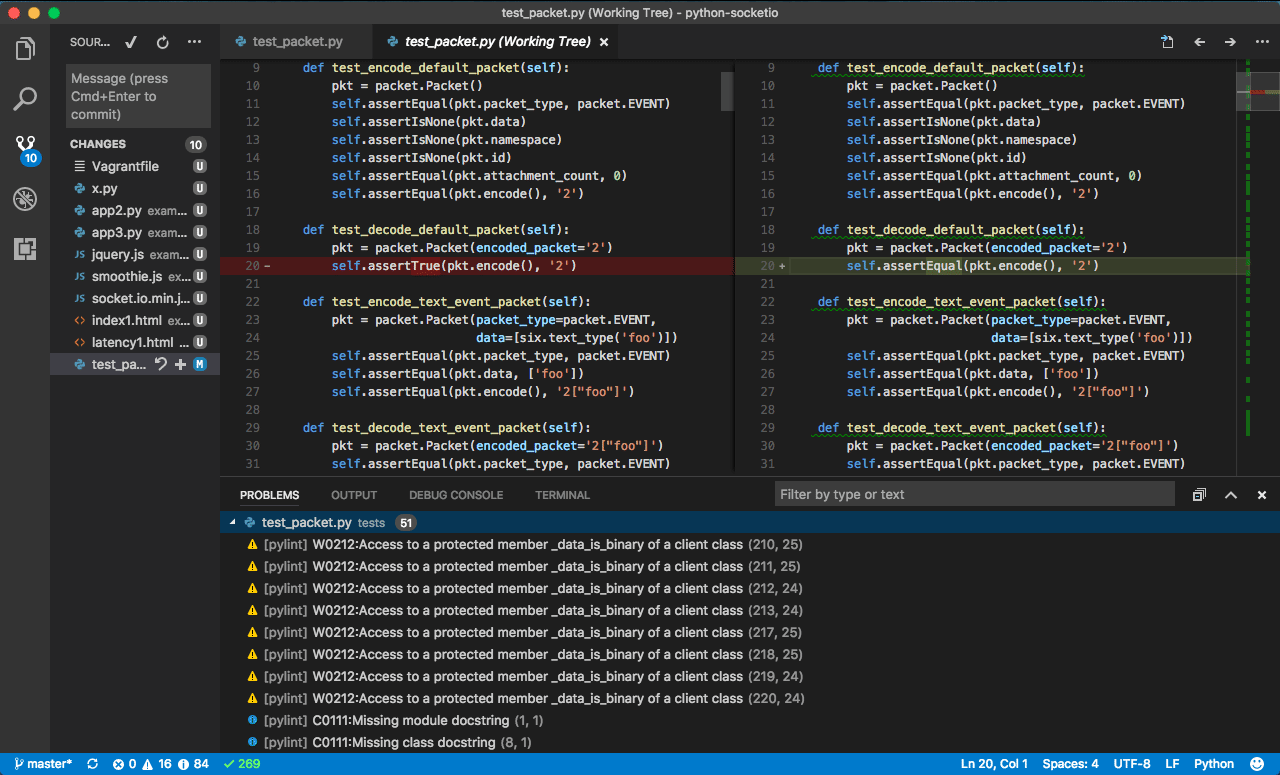 test_packet.py (Working Tree) - python-socketio
SOUR... ✓ ...
test_packet.py
test_packet.py (Working Tree) ×
Message (press
Cmd+Enter to
commit)
CHANGES 10
10
Vagrantfile U
x.py U
app2.py exam... U
app3.py exam... U
JS jquery.js exa... U
JS smoothie.js ... U
JS socket.io.min.j... U
<> index1.html ex... U
<> latency1.html ... U
test_pa... + M
9 def test_encode_default_packet(self):
10 pkt = packet.Packet()
11 self.assertEqual(pkt.packet_type, packet.EVENT)
12 self.assertIsNone(pkt.data)
13 self.assertIsNone(pkt.namespace)
14 self.assertIsNone(pkt.id)
15 self.assertEqual(pkt.attachment_count, 0)
16 self.assertEqual(pkt.encode(), '2')
17
18 def test_decode_default_packet(self):
19 pkt = packet.Packet(encoded_packet='2')
20 - self.assertTrue(pkt.encode(), '2')
21
22 def test_encode_text_event_packet(self):
23 pkt = packet.Packet(packet_type=packet.EVENT,
24 data=[six.text_type('foo')])
25 self.assertEqual(pkt.packet_type, packet.EVENT)
26 self.assertEqual(pkt.data, ['foo'])
27 self.assertEqual(pkt.encode(), '2["foo"]')
28
29 def test_decode_text_event_packet(self):
30 pkt = packet.Packet(encoded_packet='2["foo"]')
31 self.assertEqual(pkt.packet_type, packet.EVENT)
9 def test_encode_default_packet(self):
10 pkt = packet.Packet()
11 self.assertEqual(pkt.packet_type, packet.EVENT)
12 self.assertIsNone(pkt.data)
13 self.assertIsNone(pkt.namespace)
14 self.assertIsNone(pkt.id)
15 self.assertEqual(pkt.attachment_count, 0)
16 self.assertEqual(pkt.encode(), '2')
17
18 def test_decode_default_packet(self):
19 pkt = packet.Packet(encoded_packet='2')
20 + self.assertEqual(pkt.encode(), '2')
21
22 def test_encode_text_event_packet(self):
23 pkt = packet.Packet(packet_type=packet.EVENT,
24 data=[six.text_type('foo')])
25 self.assertEqual(pkt.packet_type, packet.EVENT)
26 self.assertEqual(pkt.data, ['foo'])
27 self.assertEqual(pkt.encode(), '2["foo"]')
28
29 def test_decode_text_event_packet(self):
30 pkt = packet.Packet(encoded_packet='2["foo"]')
31 self.assertEqual(pkt.packet_type, packet.EVENT)
PROBLEMS OUTPUT DEBUG CONSOLE TERMINAL Filter by type or text
test_packet.py tests 51
[pylint] W0212:Access to a protected member _data_is_binary of a client class (210, 25)
[pylint] W0212:Access to a protected member _data_is_binary of a client class (211, 25)
[pylint] W0212:Access to a protected member _data_is_binary of a client class (212, 24)
[pylint] W0212:Access to a protected member _data_is_binary of a client class (213, 24)
[pylint] W0212:Access to a protected member _data_is_binary of a client class (217, 25)
[pylint] W0212:Access to a protected member _data_is_binary of a client class (218, 25)
[pylint] W0212:Access to a protected member _data_is_binary of a client class (219, 24)
[pylint] W0212:Access to a protected member _data_is_binary of a client class (220, 24)
[pylint] C0111:Missing module docstring (1, 1)
[pylint] C0111:Missing class docstring (8, 1)
master* 0 16 84 ✓ 269 Ln 20, Col 1 Spaces: 4 UTF-8 LF Python